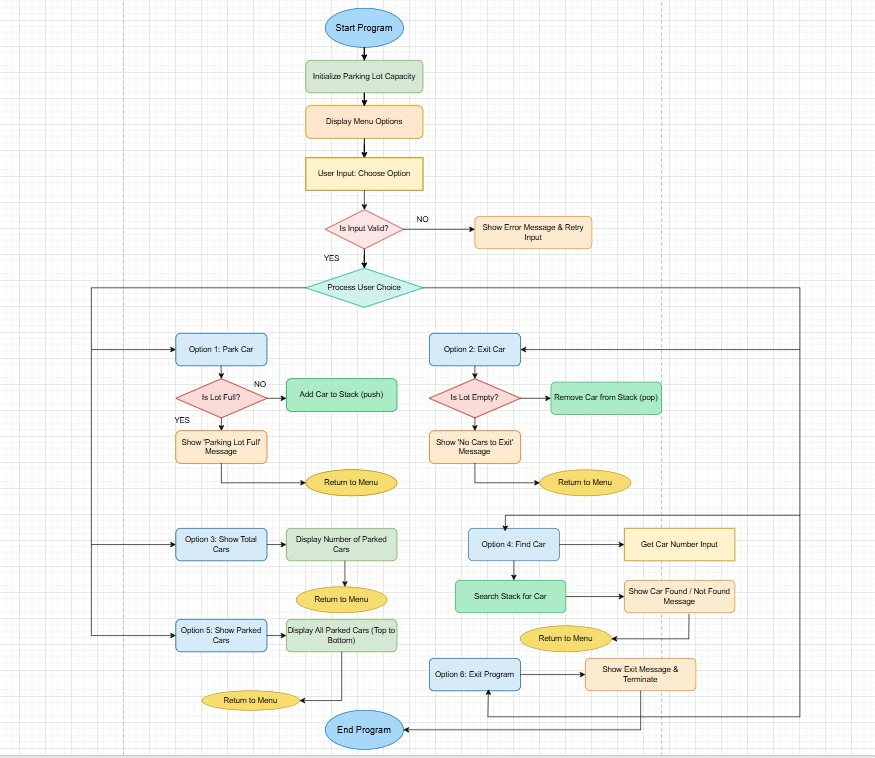 Start Program
Initialize Parking Lot Capacity
Display Menu Options
User Input: Choose Option
Is Input Valid?
NO
Show Error Message & Retry
Input
YES
Process User Choice
Option 1: Park Car
Option 2: Exit Car
Is Lot Full?
NO
Add Car to Stack (push)
Is Lot Empty?
Remove Car from Stack (pop)
YES
Show 'Parking Lot Full'
Message
Show 'No Cars to Exit'
Message
Return to Menu
Return to Menu
Option 3: Show Total
Cars
Display Number of Parked
Cars
Option 4: Find Car
Get Car Number Input
Return to Menu
Search Stack for Car
Show Car Found / Not Found
Message
Option 5: Show Parked
Cars
Display All Parked Cars (Top to
Bottom)
Return to Menu
Option 6: Exit Program
Show Exit Message &
Terminate
Return to Menu
End Program